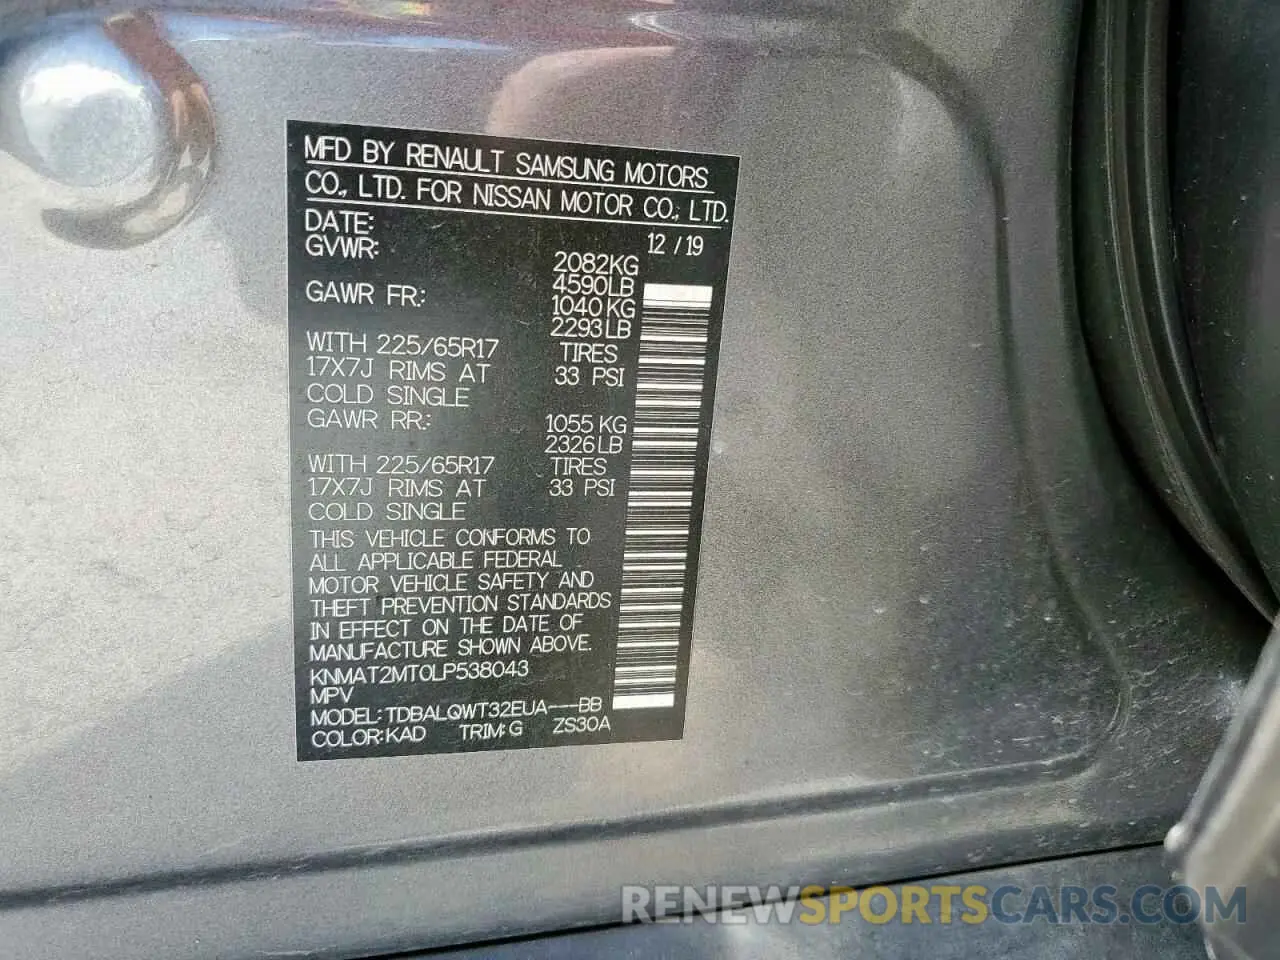 MFD BY RENAULT SAMSUNG MOTORS
CO., LTD. FOR NISSAN MOTOR CO., LTD.
DATE: 12 / 19
GVWR: 2082KG
4590LB
GAWR FR.: 1040 KG
2293LB
WITH 225/65R17 TIRES
17X7J RIMS AT 33 PSI
COLD SINGLE
GAWR RR.: 1055 KG
2326LB
WITH 225/65R17 TIRES
17X7J RIMS AT 33 PSI
COLD SINGLE
THIS VEHICLE CONFORMS TO
ALL APPLICABLE FEDERAL
MOTOR VEHICLE SAFETY AND
THEFT PREVENTION STANDARDS
IN EFFECT ON THE DATE OF
MANUFACTURE SHOWN ABOVE.
KNMAT2MT0LP538043
MPV
MODEL: TDBALQWT32EUA---BB
COLOR: KAD TRIM: G ZS30A
RENEWSPORTSCARS.COM